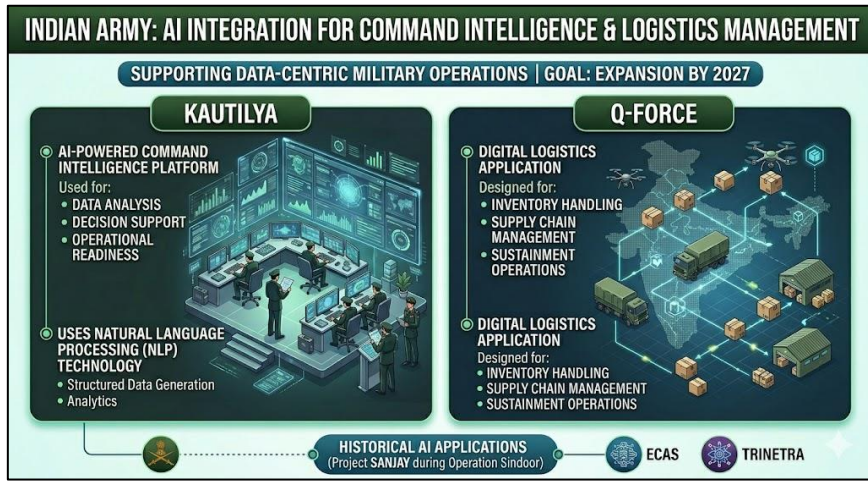 INDIAN ARMY: AI INTEGRATION FOR COMMAND INTELLIGENCE & LOGISTICS MANAGEMENT
SUPPORTING DATA-CENTRIC MILITARY OPERATIONS | GOAL: EXPANSION BY 2027
KAUTILYA
AI-POWERED COMMAND
INTELLIGENCE PLATFORM
Used for:
• DATA ANALYSIS
• DECISION SUPPORT
• OPERATIONAL
READINESS
USES NATURAL LANGUAGE
PROCESSING (NLP)
TECHNOLOGY
• Structured Data Generation
• Analytics
Q-FORCE
DIGITAL LOGISTICS
APPLICATION
Designed for:
• INVENTORY HANDLING
• SUPPLY CHAIN
MANAGEMENT
• SUSTAINMENT
OPERATIONS
DIGITAL LOGISTICS
APPLICATION
Designed for:
• INVENTORY HANDLING
• SUPPLY CHAIN MANAGEMENT
• SUSTAINMENT OPERATIONS
HISTORICAL AI APPLICATIONS
(Project SANJAY during Operation Sindoor)
ECAS
TRINETRA